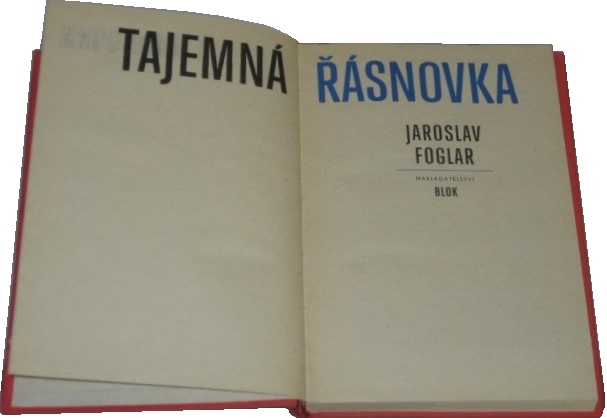 TAJEMNÁ ŘÁSNOVKA
JAROSLAV
FOGLAR
NAKLADATELSTVÍ
BLOK